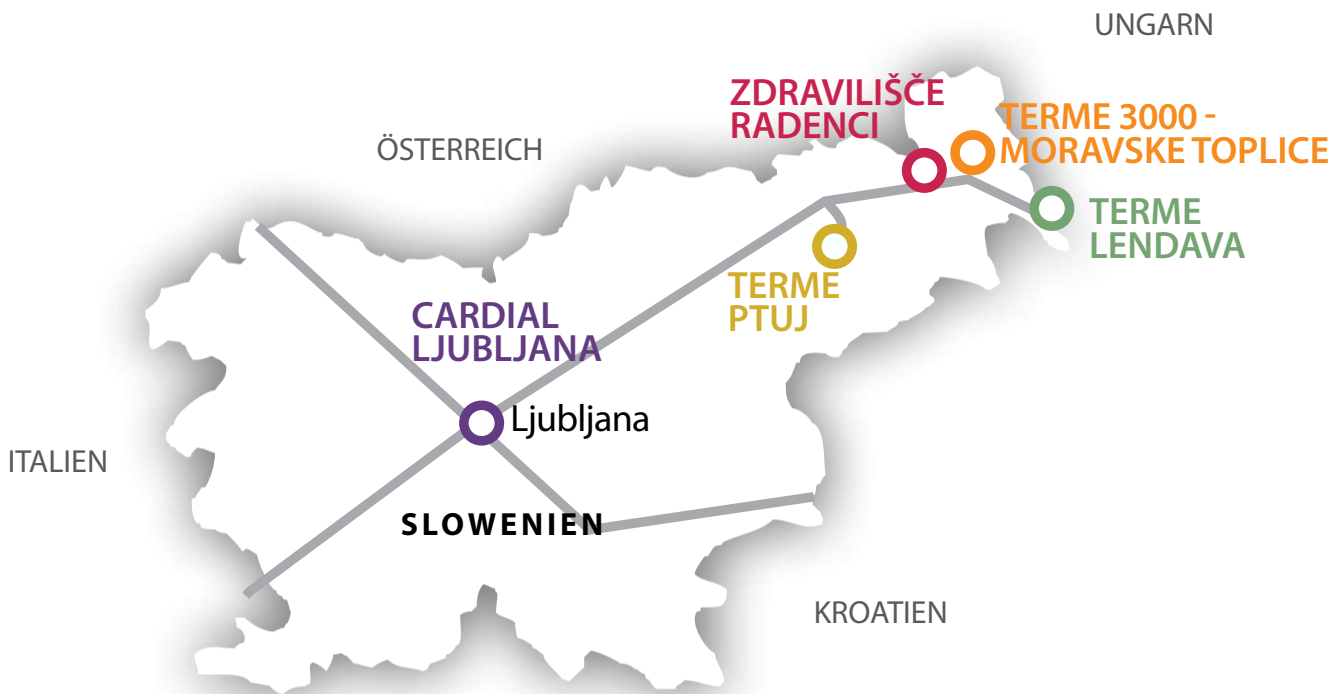 UNGARN
ZDRAVILIŠČE
RADENCI
TERME 3000 -
MORAVSKE TOPLICE
ÖSTERREICH
TERME
LENDAVA
TERME
PTUJ
CARDIAL
LJUBLJANA
Ljubljana
ITALIEN
SLOWENIEN
KROATIEN